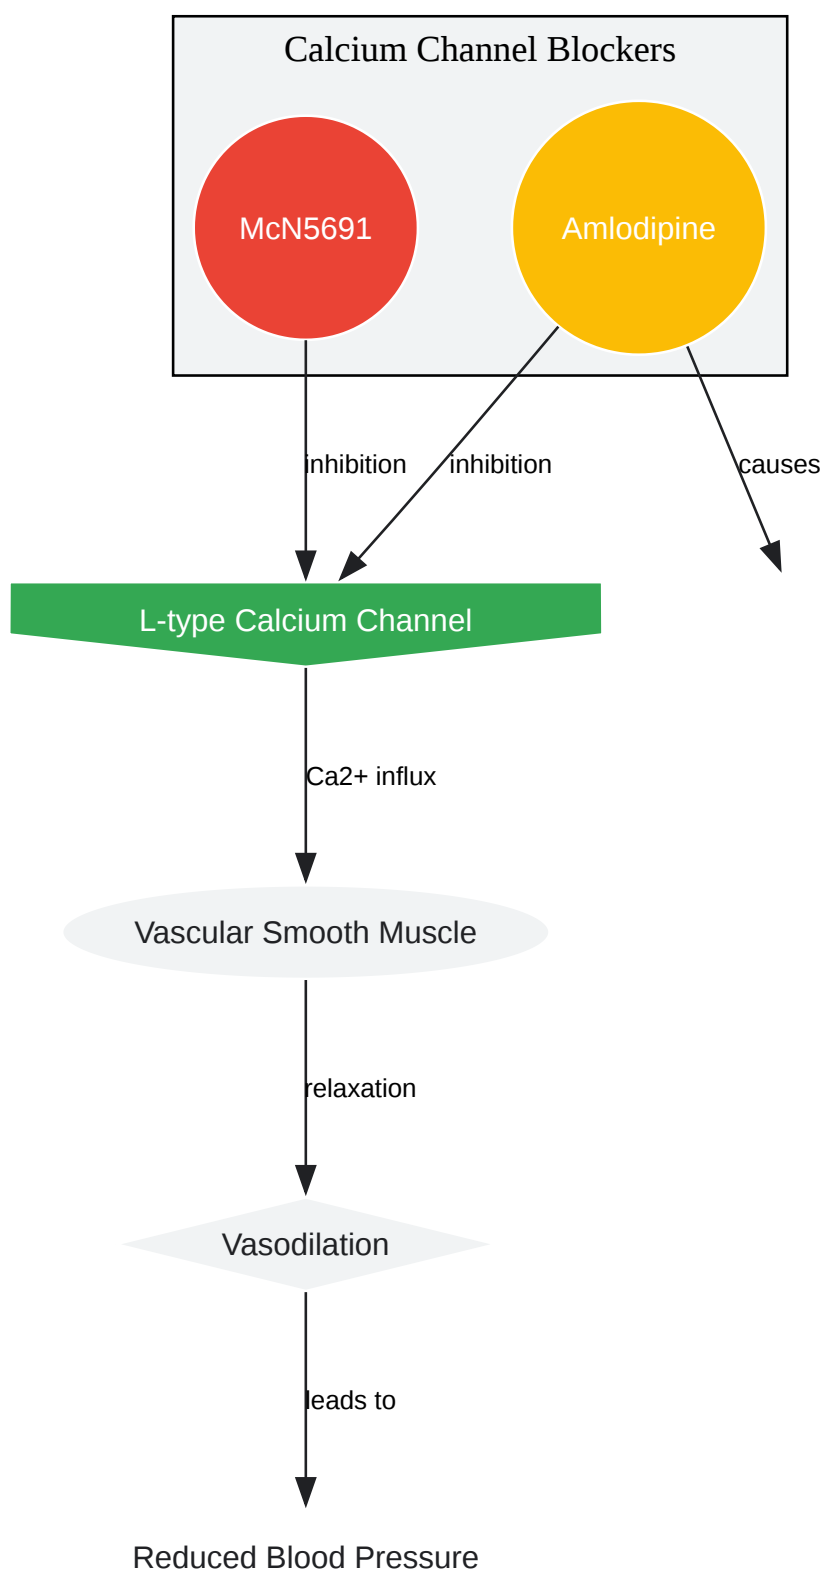 Calcium Channel Blockers
McN5691
Amlodipine
inhibition
inhibition
causes
L-type Calcium Channel
Ca2+ influx
Vascular Smooth Muscle
relaxation
Vasodilation
leads to
Reduced Blood Pressure